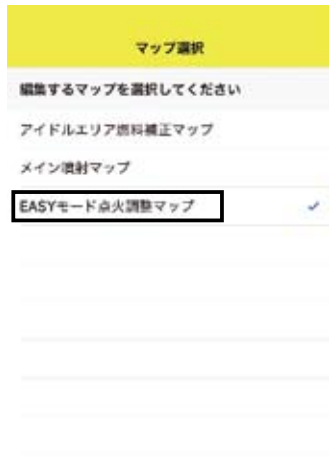 マップ選択
編集するマップを選択してください
アイドルエリア燃料補正マップ
メイン噴射マップ
EASYモード点火調整マップ